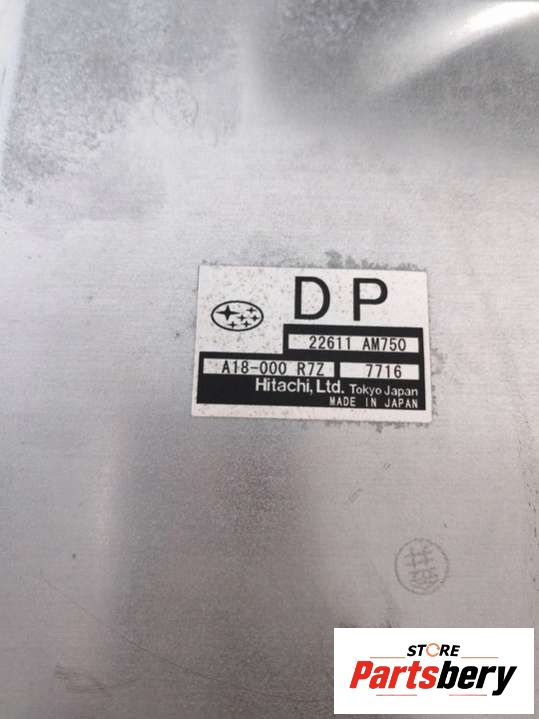 DP
22611 AM750
A18-000 R7Z 7716
Hitachi, Ltd. Tokyo Japan
MADE IN JAPAN
STORE
Partsbery